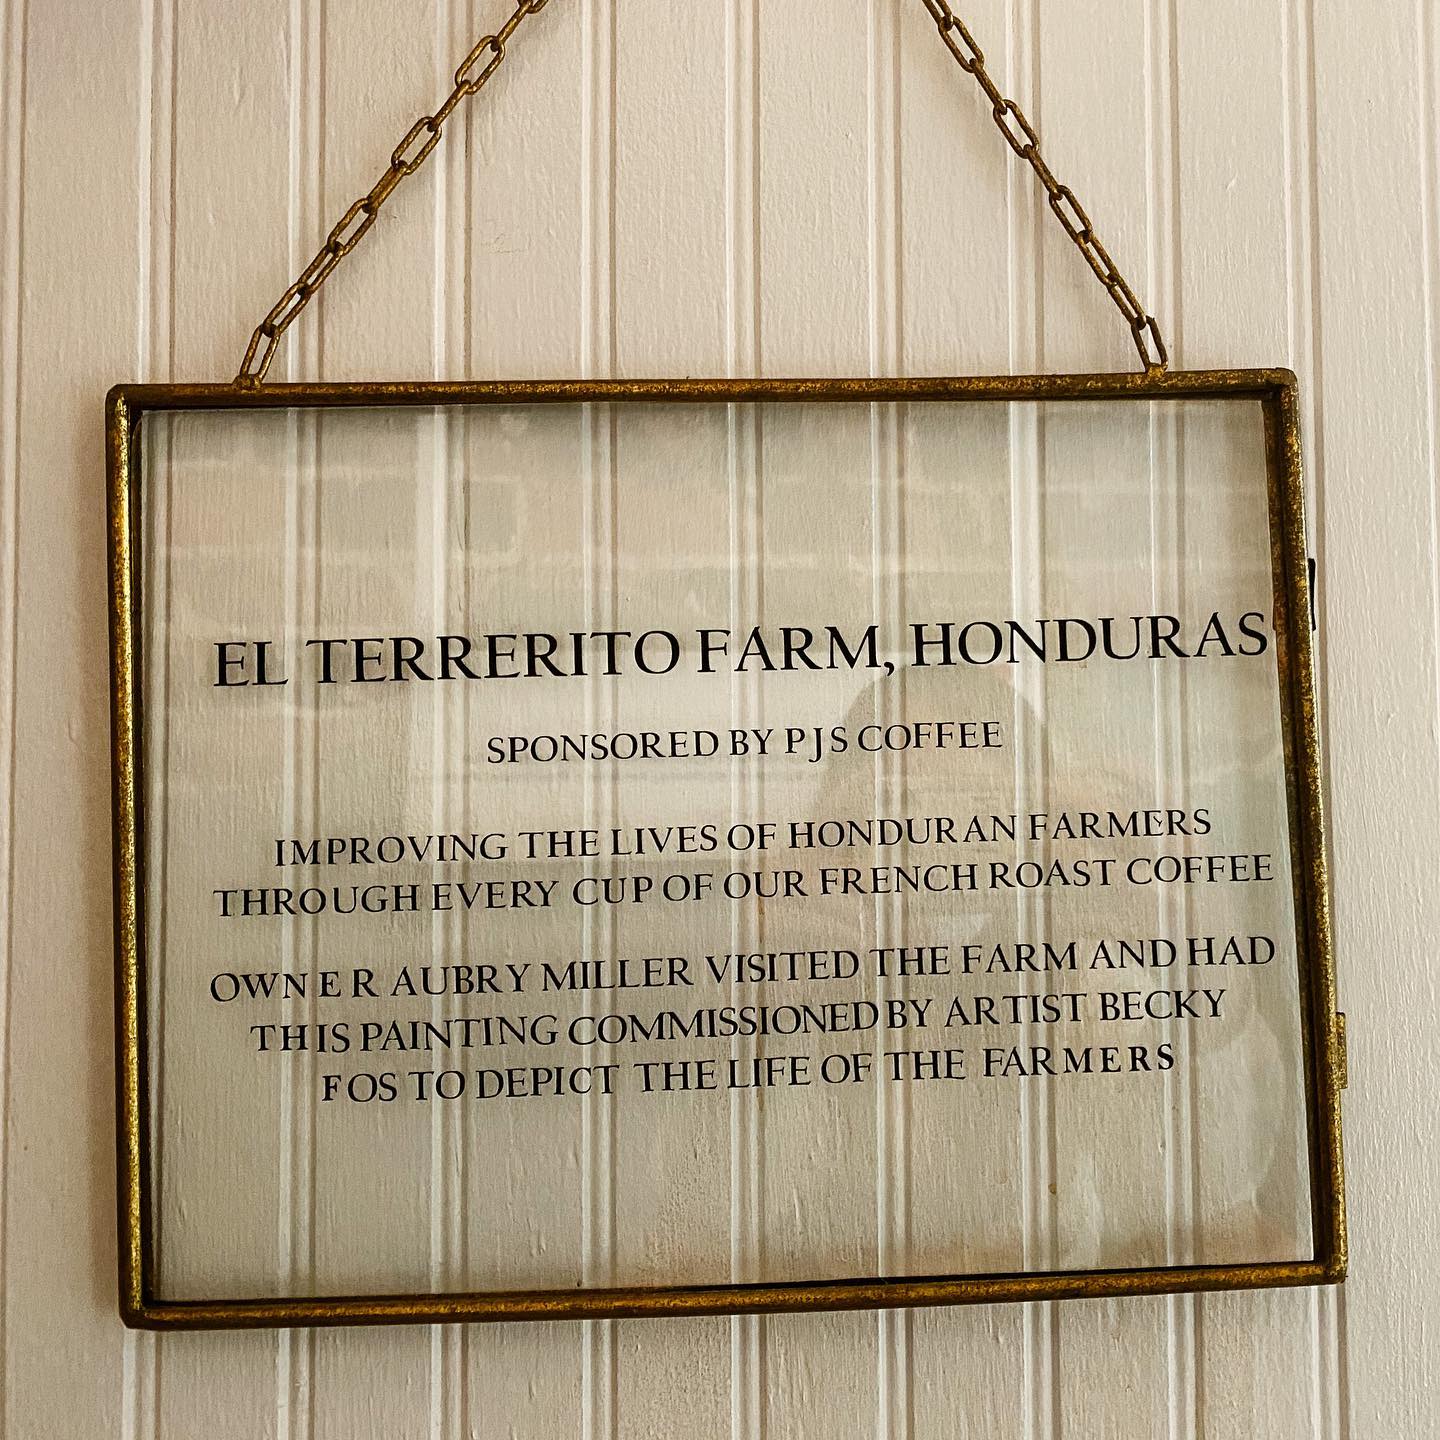 EL TERRERITO FARM, HONDURAS
SPONSORED BY PJS COFFEE
IMPROVING THE LIVES OF HONDURAN FARMERS
THROUGH EVERY CUP OF OUR FRENCH ROAST COFFEE
OWNER AUBRY MILLER VISITED THE FARM AND HAD
THIS PAINTING COMMISSIONED BY ARTIST BECKY
FOS TO DEPICT THE LIFE OF THE FARMERS